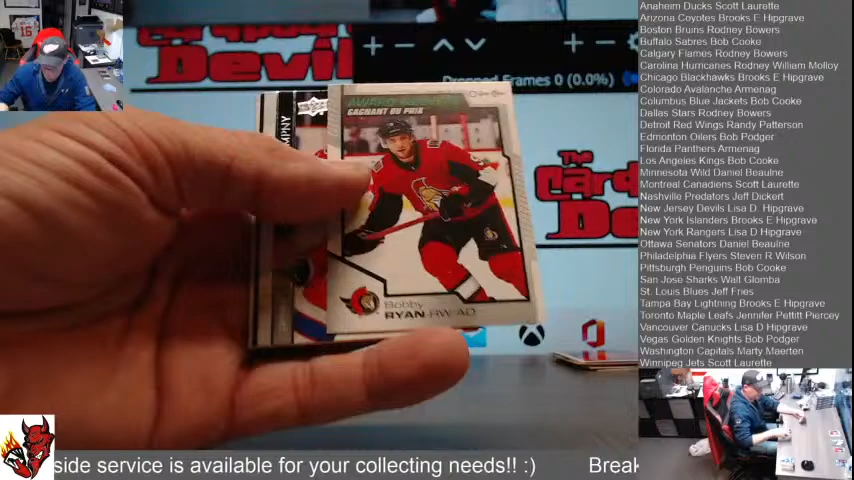 Cardboard
Devil
Dropped Frames 0 (0.0%)
AWARD
GAGNANT DU PRIX
MPNY
Bobby
RYAN-RW/AD
The
Card
De
side service is available for your collecting needs!! :)
Break
Anaheim Ducks Scott Laurette
Arizona Coyotes Brooks E Hipgrave
Boston Bruins Rodney Bowers
Buffalo Sabres Bob Cooke
Calgary Flames Rodney Bowers
Carolina Hurricanes Rodney William Molloy
Chicago Blackhawks Brooks E Hipgrave
Colorado Avalanche Armenag
Columbus Blue Jackets Bob Cooke
Dallas Stars Rodney Bowers
Detroit Red Wings Randy Patterson
Edmonton Oilers Bob Podger
Florida Panthers Armenag
Los Angeles Kings Bob Cooke
Minnesota Wild Daniel Beaulne
Montreal Canadiens Scott Laurette
Nashville Predators Jeff Dickert
New Jersey Devils Lisa D. Hipgrave
New York Islanders Brooks E Hipgrave
New York Rangers Lisa D Hipgrave
Ottawa Senators Daniel Beaulne
Philadelphia Flyers Steven R Wilson
Pittsburgh Penguins Bob Cooke
San Jose Sharks Walt Glomba
St. Louis Blues Jeff Fries
Tampa Bay Lightning Brooks E Hipgrave
Toronto Maple Leafs Jennifer Pettitt Piercey
Vancouver Canucks Lisa D Hipgrave
Vegas Golden Knights Bob Podger
Washington Capitals Marty Maerten
Winnipeg Jets Scott Laurette